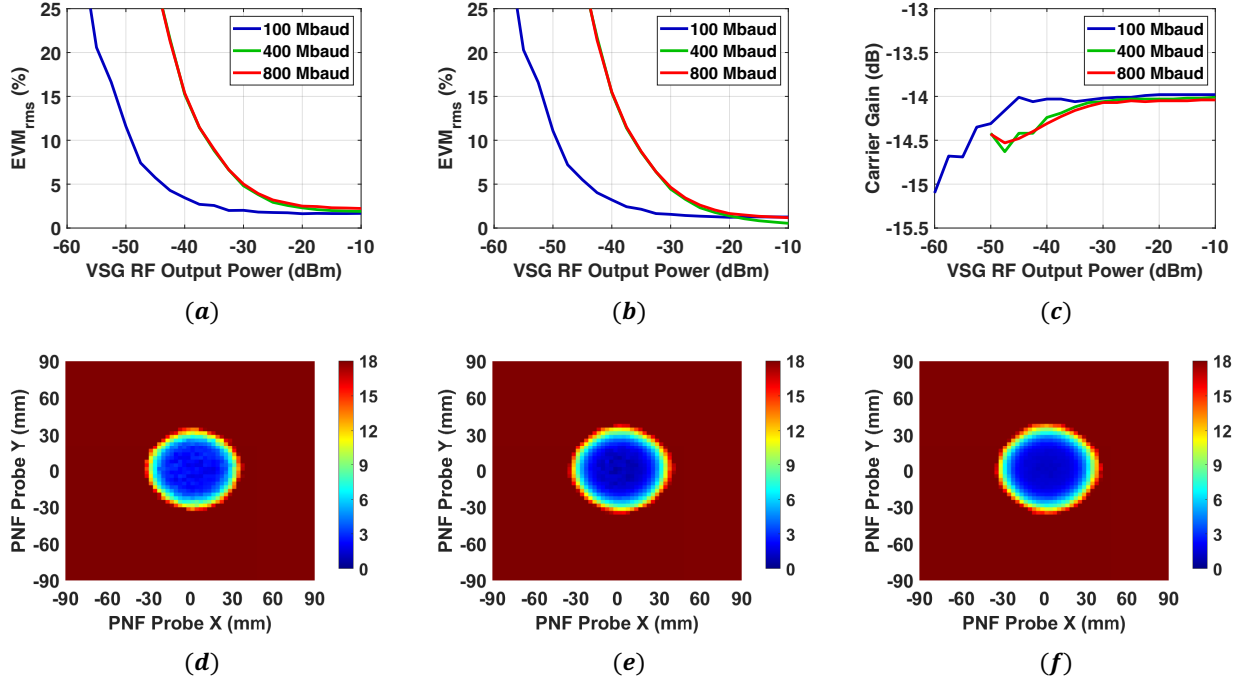 25
20
15
10
5
0
EVM_rms (%)
100 Mbaud
400 Mbaud
800 Mbaud
-60 -50 -40 -30 -20 -10
VSG RF Output Power (dBm)
(a)
25
20
15
10
5
0
EVM_rms (%)
100 Mbaud
400 Mbaud
800 Mbaud
-60 -50 -40 -30 -20 -10
VSG RF Output Power (dBm)
(b)
-13
-13.5
-14
-14.5
-15
-15.5
Carrier Gain (dB)
100 Mbaud
400 Mbaud
800 Mbaud
-60 -50 -40 -30 -20 -10
VSG RF Output Power (dBm)
(c)
90
60
30
0
-30
-60
-90
PNF Probe Y (mm)
18
15
12
9
6
3
0
-90 -60 -30 0 30 60 90
PNF Probe X (mm)
(d)
90
60
30
0
-30
-60
-90
PNF Probe Y (mm)
18
15
12
9
6
3
0
-90 -60 -30 0 30 60 90
PNF Probe X (mm)
(e)
90
60
30
0
-30
-60
-90
PNF Probe Y (mm)
18
15
12
9
6
3
0
-90 -60 -30 0 30 60 90
PNF Probe X (mm)
(f)